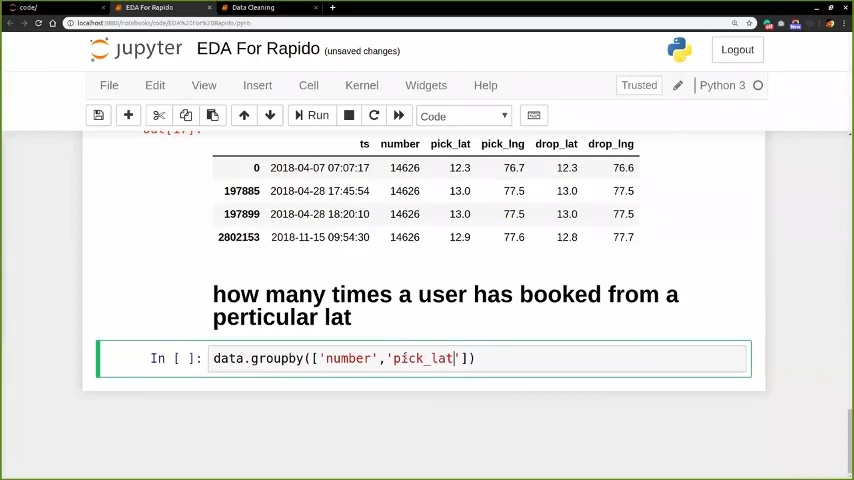 code/
EDA For Rapido
Data Cleaning
localhost:8888/notebooks/code/EDA%20For%20Rapido.ipynb
jupyter EDA For Rapido (unsaved changes)
Logout
File Edit View Insert Cell Kernel Widgets Help
Trusted
Python 3
Run
Code
Out[17]:
ts number pick_lat pick_lng drop_lat drop_lng
0 2018-04-07 07:07:17 14626 12.3 76.7 12.3 76.6
197885 2018-04-28 17:45:54 14626 13.0 77.5 13.0 77.5
197899 2018-04-28 18:20:10 14626 13.0 77.5 13.0 77.5
2802153 2018-11-15 09:54:30 14626 12.9 77.6 12.8 77.7
how many times a user has booked from a
perticular lat
In [ ]: data.groupby(['number','pick_lat'])